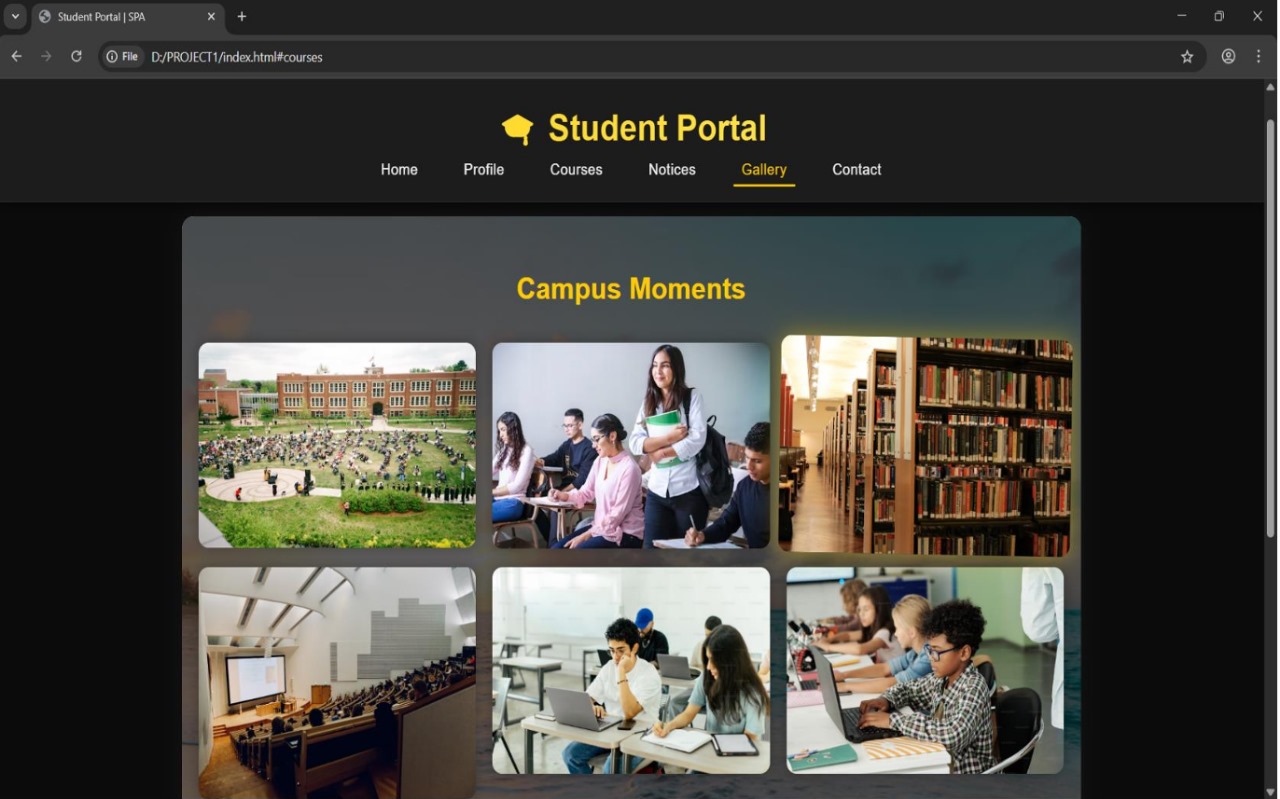 Student Portal | SPA
File D:/PROJECT1/index.html#courses
Student Portal
Home Profile Courses Notices Gallery Contact
Campus Moments